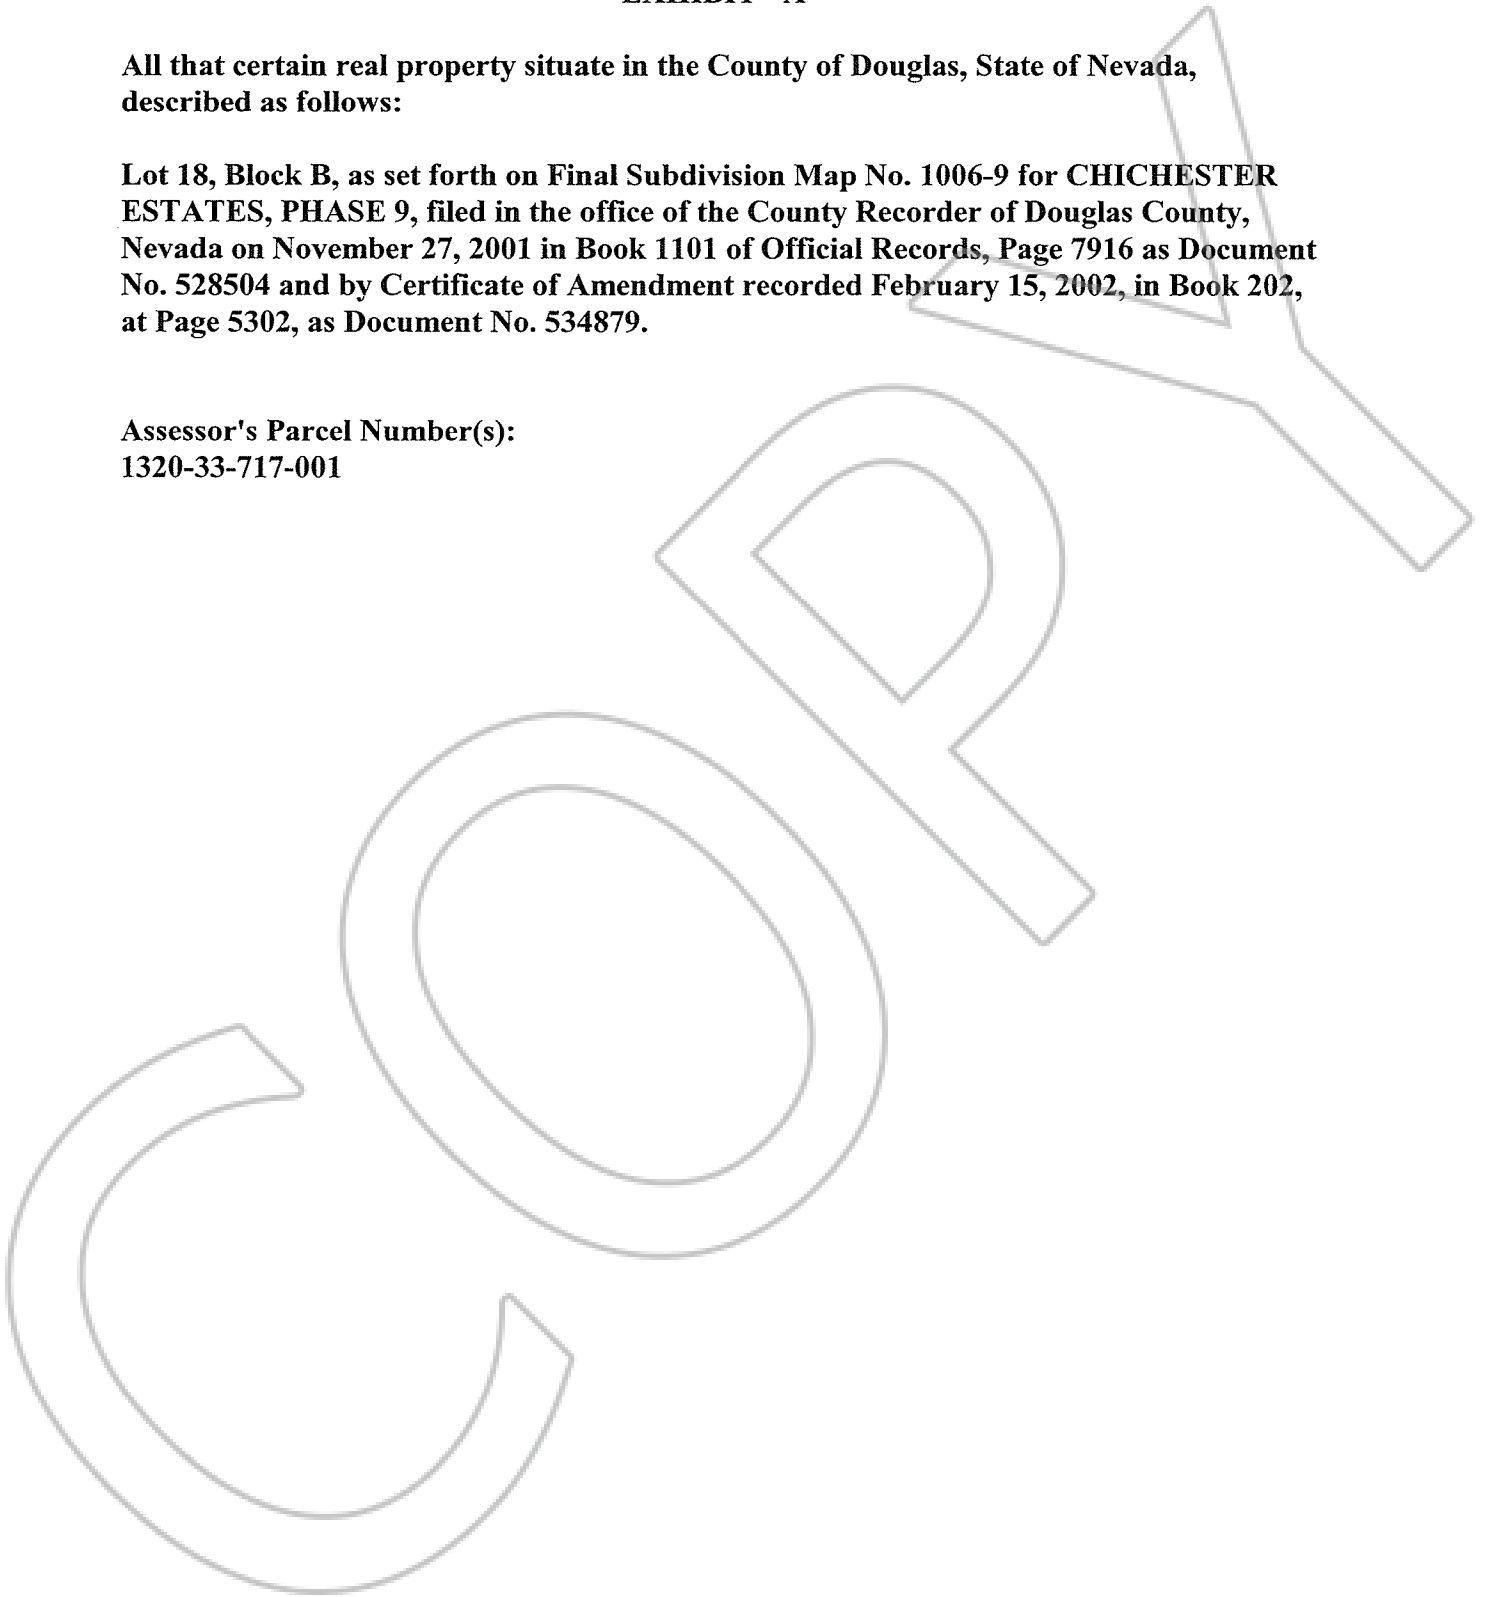 All that certain real property situate in the County of Douglas, State of Nevada,
described as follows:
Lot 18, Block B, as set forth on Final Subdivision Map No. 1006-9 for CHICHESTER
ESTATES, PHASE 9, filed in the office of the County Recorder of Douglas County,
Nevada on November 27, 2001 in Book 1101 of Official Records, Page 7916 as Document
No. 528504 and by Certificate of Amendment recorded February 15, 2002, in Book 202,
at Page 5302, as Document No. 534879.
Assessor's Parcel Number(s):
1320-33-717-001
COPY